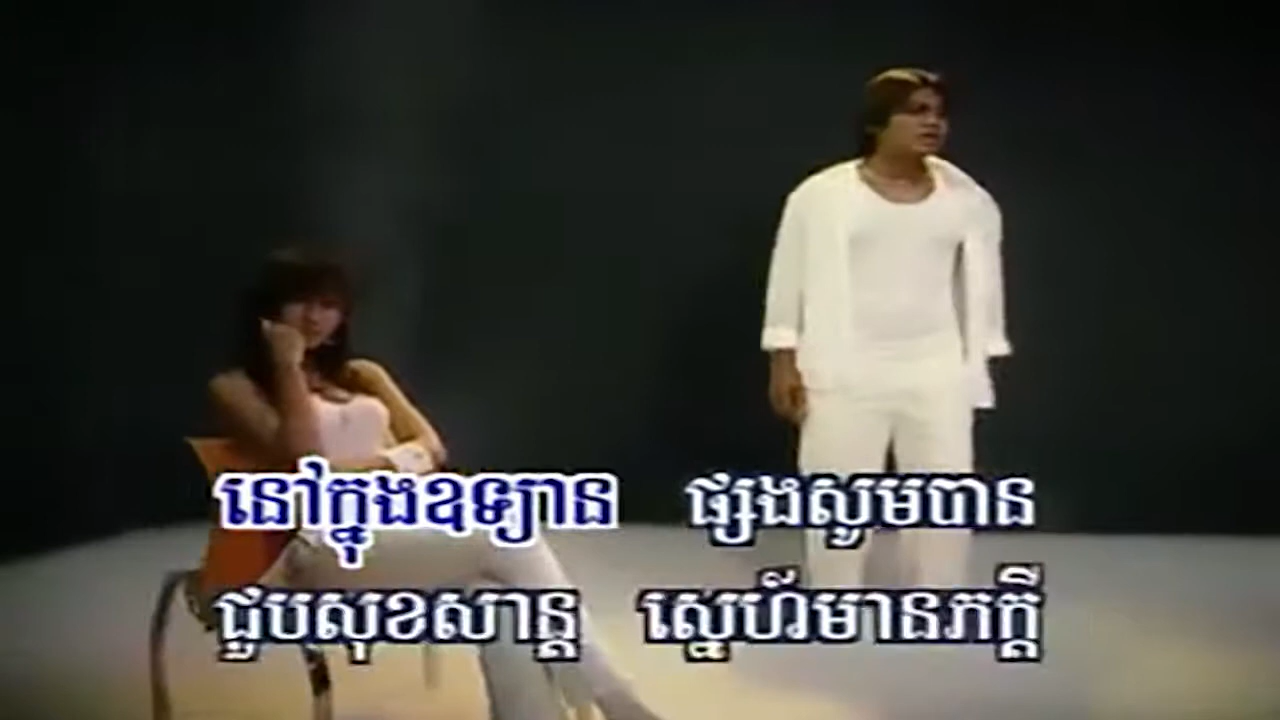 នៅក្នុងឧទ្យាន ផ្សងសូមបាន
ជួបសុខសាន្ត ស្នេហ៍មានភក្ដី